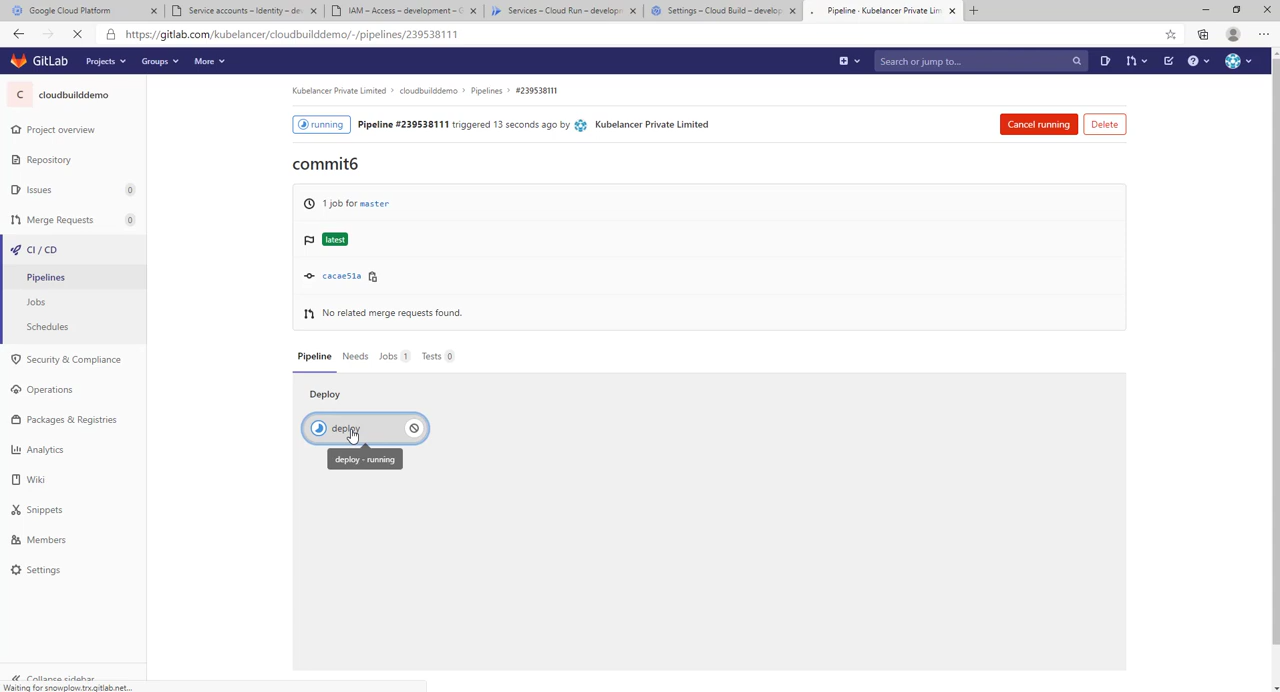 Google Cloud Platform
Service accounts – Identity – dev
IAM – Access – development – G
Services – Cloud Run – developm
Settings – Cloud Build – develop
Pipeline · Kubelancer Private Lim
https://gitlab.com/kubelancer/cloudbuilddemo/-/pipelines/239538111
GitLab
Projects
Groups
More
Search or jump to...
C cloudbuilddemo
Project overview
Repository
Issues 0
Merge Requests 0
CI / CD
Pipelines
Jobs
Schedules
Security & Compliance
Operations
Packages & Registries
Analytics
Wiki
Snippets
Members
Settings
Collapse sidebar
Waiting for snowplow.trx.gitlab.net...
Kubelancer Private Limited > cloudbuilddemo > Pipelines > #239538111
running Pipeline #239538111 triggered 13 seconds ago by Kubelancer Private Limited
Cancel running
Delete
commit6
1 job for master
latest
cacae51a
No related merge requests found.
Pipeline Needs Jobs 1 Tests 0
Deploy
deploy
deploy - running